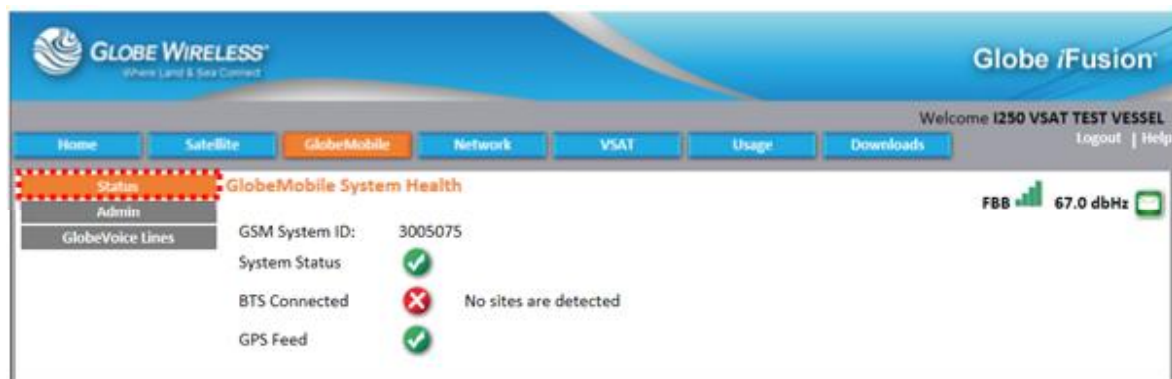 GLOBE WIRELESS
Where Land & Sea Connect
Globe iFusion
Welcome I250 VSAT TEST VESSEL
Logout | Help
Home Satellite GlobeMobile Network VSAT Usage Downloads
Status
Admin
GlobeVoice Lines
GlobeMobile System Health
FBB 67.0 dbHz
GSM System ID: 3005075
System Status
BTS Connected No sites are detected
GPS Feed